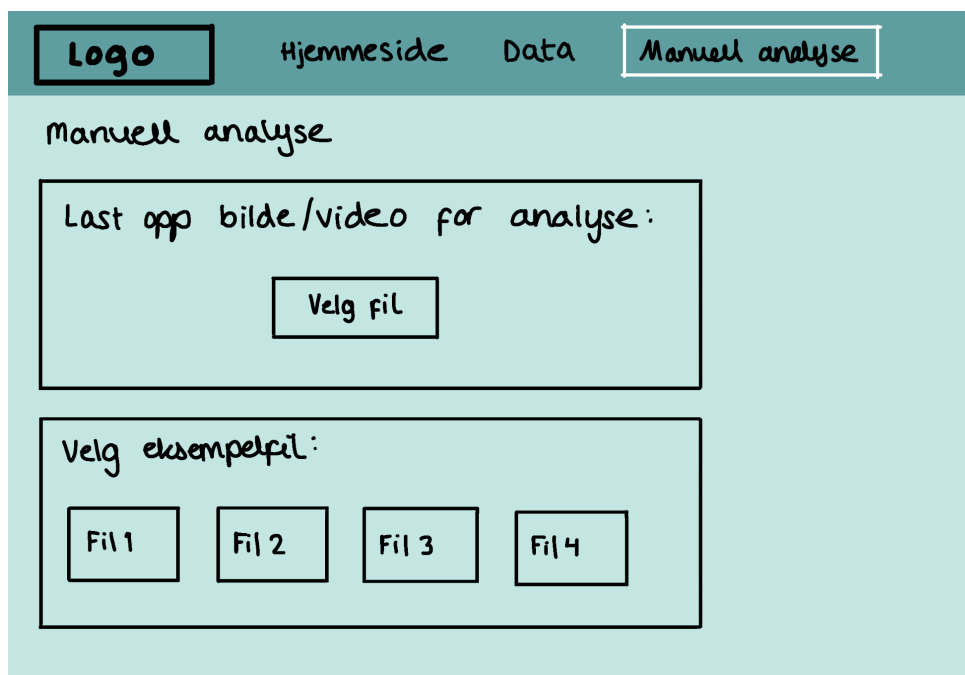 Logo Hjemmeside Data Manuell analyse
Manuell analyse
Last opp bilde/video for analyse:
Velg fil
Velg eksempelfil:
Fil 1 Fil 2 Fil 3 Fil 4